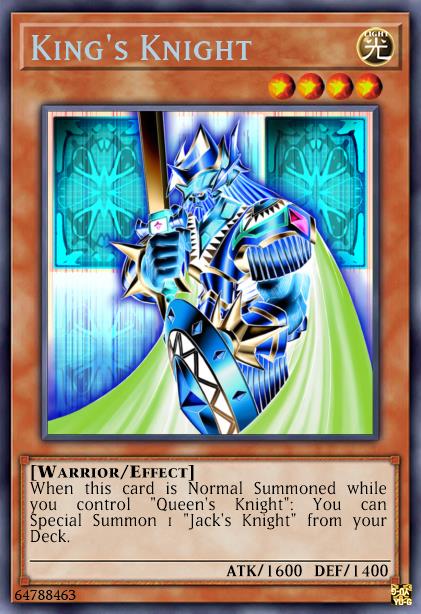 King's Knight
LIGHT
光
[Warrior/Effect]
When this card is Normal Summoned while
you control "Queen's Knight": You can
Special Summon 1 "Jack's Knight" from your
Deck.
ATK/1600 DEF/1400
64788463